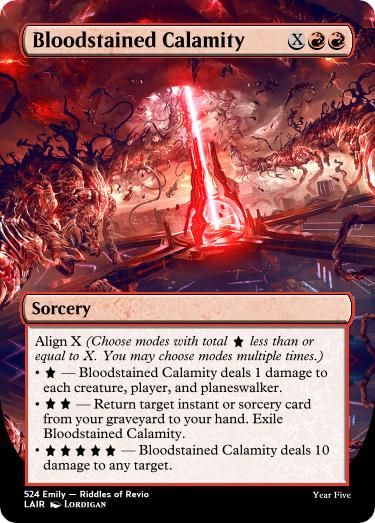 Bloodstained Calamity X
Sorcery
Align X (Choose modes with total ★ less than or
equal to X. You may choose modes multiple times.)
• ★ — Bloodstained Calamity deals 1 damage to
each creature, player, and planeswalker.
• ★ ★ — Return target instant or sorcery card
from your graveyard to your hand. Exile
Bloodstained Calamity.
• ★ ★ ★ ★ ★ — Bloodstained Calamity deals 10
damage to any target.
524 Emily — Riddles of Revio Year Five
LAIR Lordigan